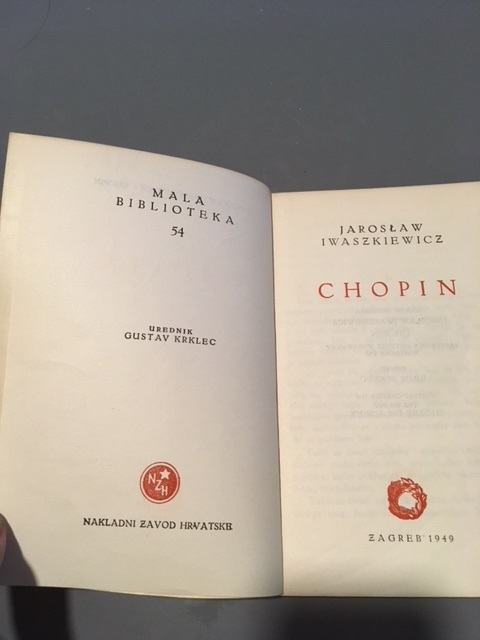 MALA
BIBLIOTEKA
54
UREDNIK
GUSTAV KRKLEC
NZH
NAKLADNI ZAVOD HRVATSKE
JAROSŁAW
IWASZKIEWICZ
CHOPIN
ZAGREB 1949